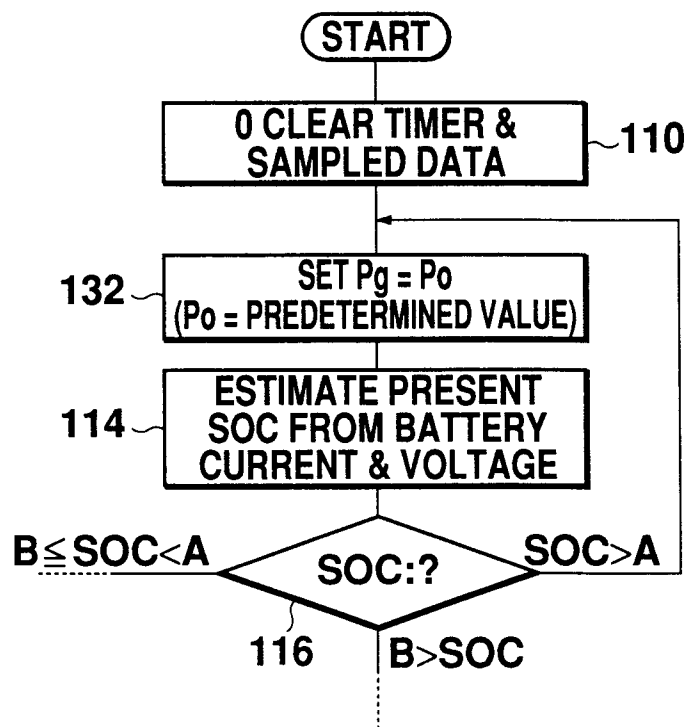 START
0 CLEAR TIMER &
SAMPLED DATA
110
132
SET Pg = Po
(Po = PREDETERMINED VALUE)
114
ESTIMATE PRESENT
SOC FROM BATTERY
CURRENT & VOLTAGE
B≦SOC<A
SOC:?
SOC>A
116
B>SOC